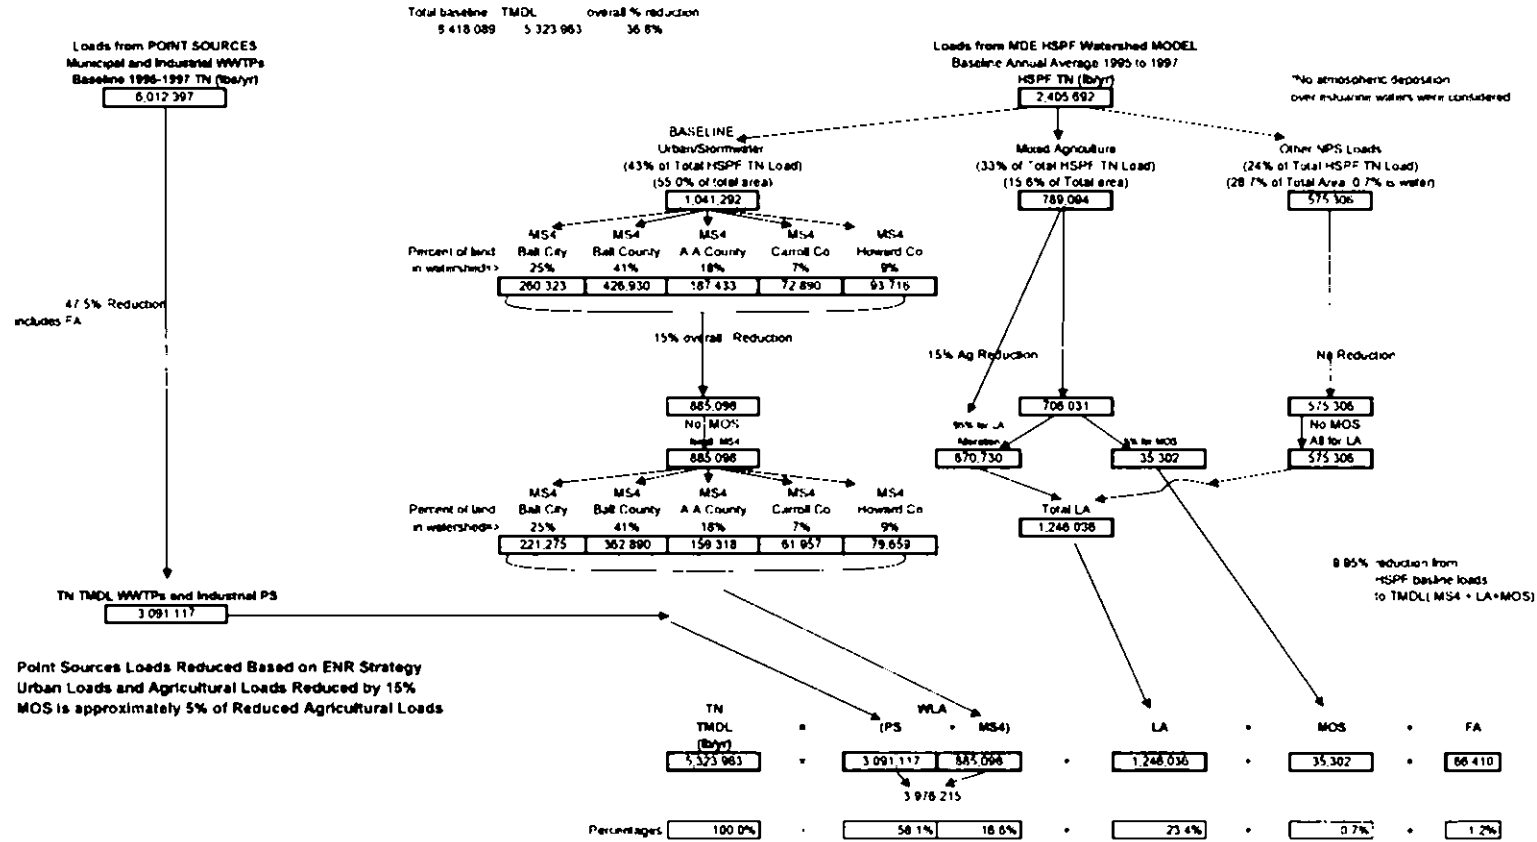 Total baseline TMDL overall % reduction
8 418 089 5 323 963 36.8%
Loads from POINT SOURCES
Municipal and Industrial WWTPs
Baseline 1996-1997 TN (lbs/yr)
6,012 397
Loads from MDE HSPF Watershed MODEL
Baseline Annual Average 1995 to 1997
HSPF TN (lb/yr)
2,405 692
"No atmospheric deposition
over estuarine waters were considered
BASELINE
Urban/Stormwater
(43% of Total HSPF TN Load)
(55.0% of total area)
1,041,292
Mixed Agriculture
(33% of Total HSPF TN Load)
(15.6% of Total area)
789,094
Other NPS Loads
(24% of Total HSPF TN Load)
(28.7% of Total Area 0.7% is water)
575,306
MS4 MS4 MS4 MS4 MS4
Balt City Balt County A A County Carroll Co Howard Co
Percent of land
in watersheds=> 25% 41% 18% 7% 9%
260 323 426,930 187 433 72 890 93 716
47.5% Reduction
includes FA
15% overall Reduction
15% Ag Reduction
No Reduction
885,098
No MOS
MS4
885 098
706 031
95% for LA
670,730
% for MOS
35 302
575 306
No MOS
All for LA
575 306
MS4 MS4 MS4 MS4 MS4
Balt City Balt County A A County Carroll Co Howard Co
Percent of land
in watersheds=> 25% 41% 18% 7% 9%
221,275 362 890 159 318 61 957 79,659
Total LA
1,246 036
reduction from
HSPF basline loads
to TMDL( MS4 + LA+MOS)
TN TMDL WWTPs and Industrial PS
3 091 117
Point Sources Loads Reduced Based on ENR Strategy
Urban Loads and Agricultural Loads Reduced by 15%
MOS is approximately 5% of Reduced Agricultural Loads
TN WLA
TMDL = (PS + MS4) + LA + MOS + FA
(lb/yr)
5,323 963 = 3 091,117 885,098 + 1,246,036 + 35,302 + 66 410
3 976 215
Percentages 100.0% 58.1% 16.6% + 23.4% + 0.7% + 1.2%